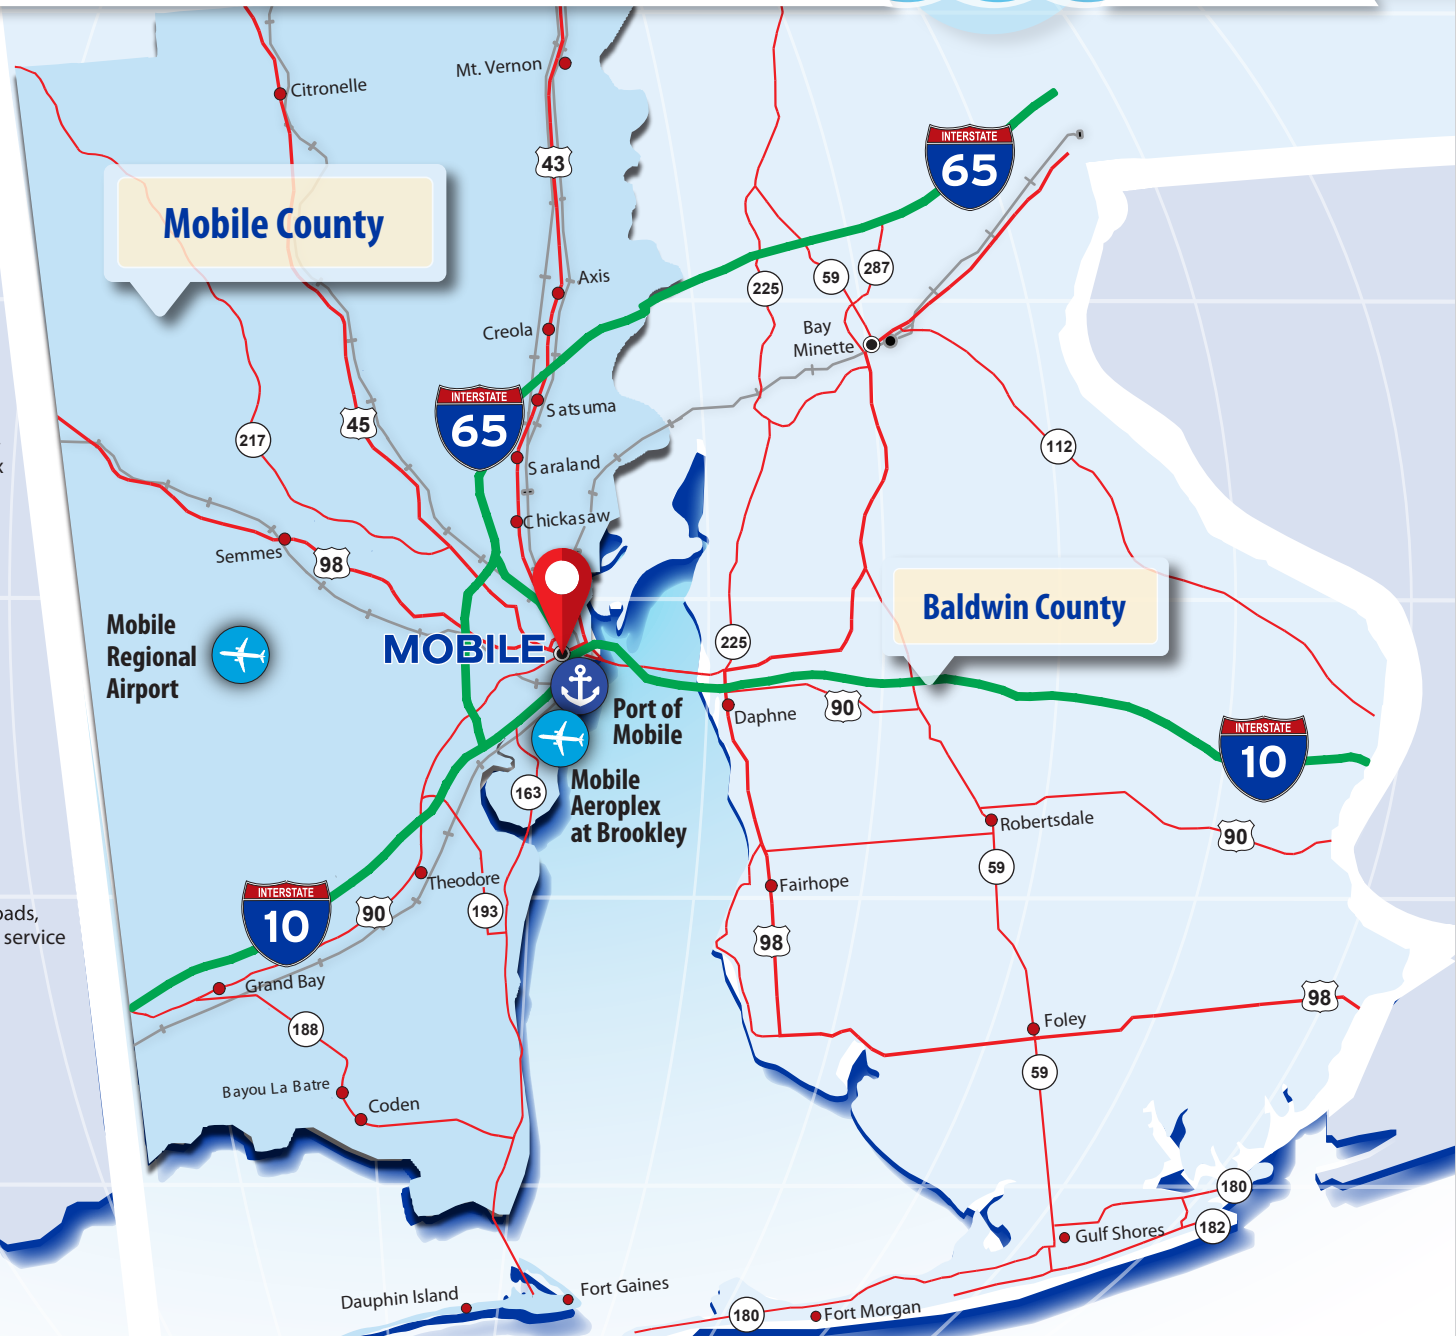 Citronelle
Mt. Vernon
43
INTERSTATE
65
Mobile County
Axis
225
59
287
Creola
Bay
Minette
INTERSTATE
65
Satsuma
45
217
112
Saraland
Chickasaw
Semmes
98
Baldwin County
Mobile
Regional
Airport
MOBILE
225
Port of
Mobile
Daphne
90
INTERSTATE
10
Mobile
Aeroplex
at Brookley
163
Robertsdale
90
59
Theodore
Fairhope
INTERSTATE
10
90
193
98
oads,
service
Grand Bay
188
98
Foley
59
Bayou La Batre
Coden
180
182
Gulf Shores
Dauphin Island
Fort Gaines
180
Fort Morgan